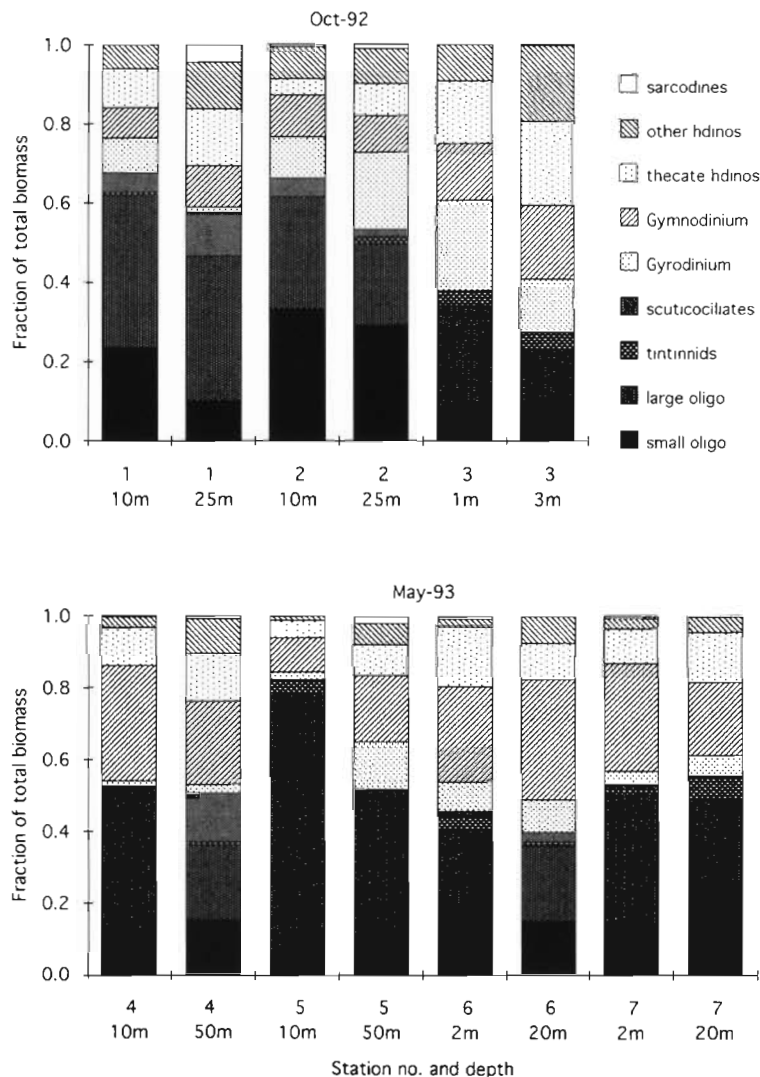 Oct-92
Fraction of total biomass
1.0
0.8
0.6
0.4
0.2
0.0
1 1 2 2 3 3
10m 25m 10m 25m 1m 3m
sarcodines
other hdinos
thecate hdinos
Gymnodinium
Gyrodinium
scuticociliates
tintinnids
large oligo
small oligo
May-93
Fraction of total biomass
1.0
0.8
0.6
0.4
0.2
0.0
4 4 5 5 6 6 7 7
10m 50m 10m 50m 2m 20m 2m 20m
Station no. and depth